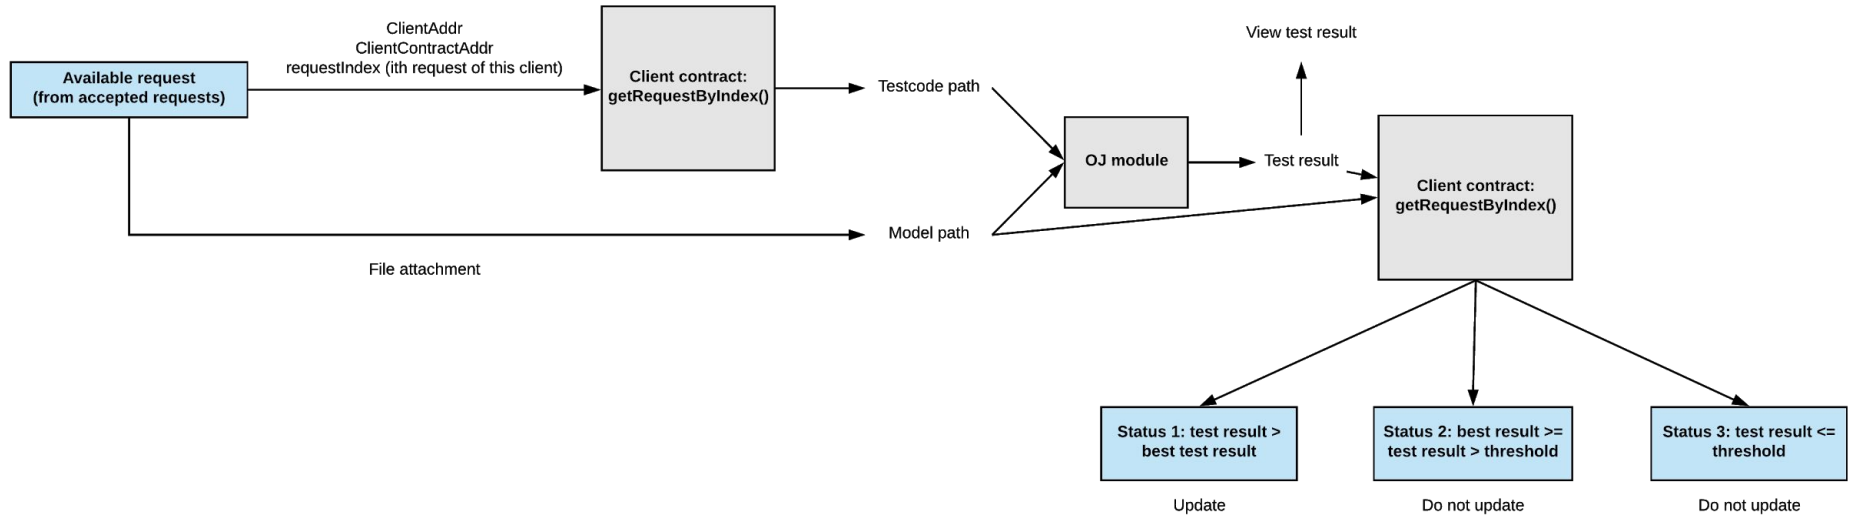 Available request
(from accepted requests)
ClientAddr
ClientContractAddr
requestIndex (ith request of this client)
File attachment
Client contract:
getRequestByIndex()
Testcode path
Model path
OJ module
View test result
Test result
Client contract:
getRequestByIndex()
Status 1: test result >
best test result
Update
Status 2: best result >=
test result > threshold
Do not update
Status 3: test result <=
threshold
Do not update